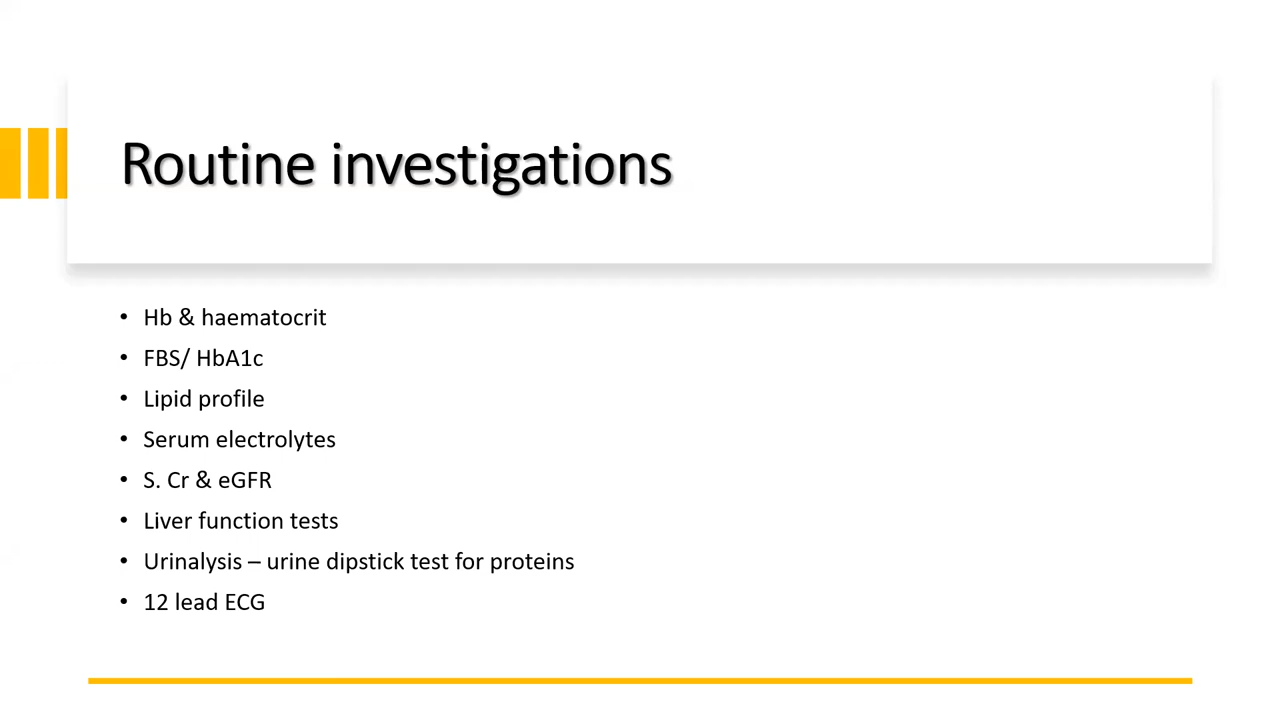 Routine investigations
• Hb & haematocrit
• FBS/ HbA1c
• Lipid profile
• Serum electrolytes
• S. Cr & eGFR
• Liver function tests
• Urinalysis – urine dipstick test for proteins
• 12 lead ECG